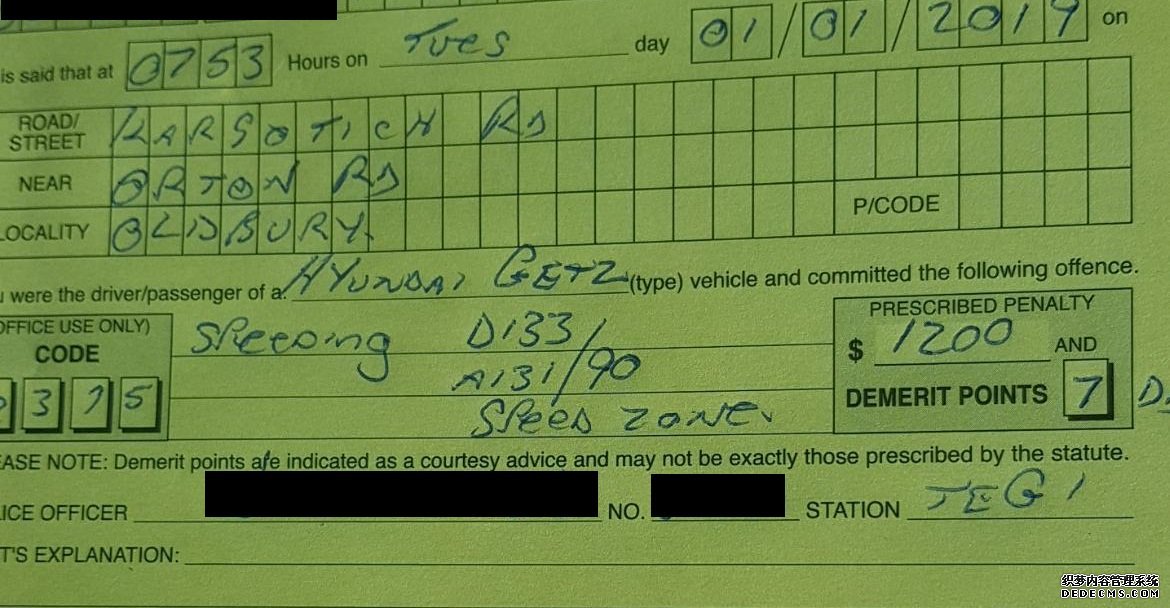 is said that at 0753 Hours on Tues day 01/01/2019 on
ROAD/STREET KARSOTICH RD
NEAR ORTON RD
LOCALITY OLDBURY. P/CODE
were the driver/passenger of a HYUNDAI GETZ (type) vehicle and committed the following offence.
OFFICE USE ONLY)
CODE
375
Speeding D133/
A131/90
Speed zone.
PRESCRIBED PENALTY
$ 1200 AND
DEMERIT POINTS 7 D
EASE NOTE: Demerit points are indicated as a courtesy advice and may not be exactly those prescribed by the statute.
ICE OFFICER NO. STATION TEG1
T'S EXPLANATION:
织梦内容管理系统
DEDECMS.COM